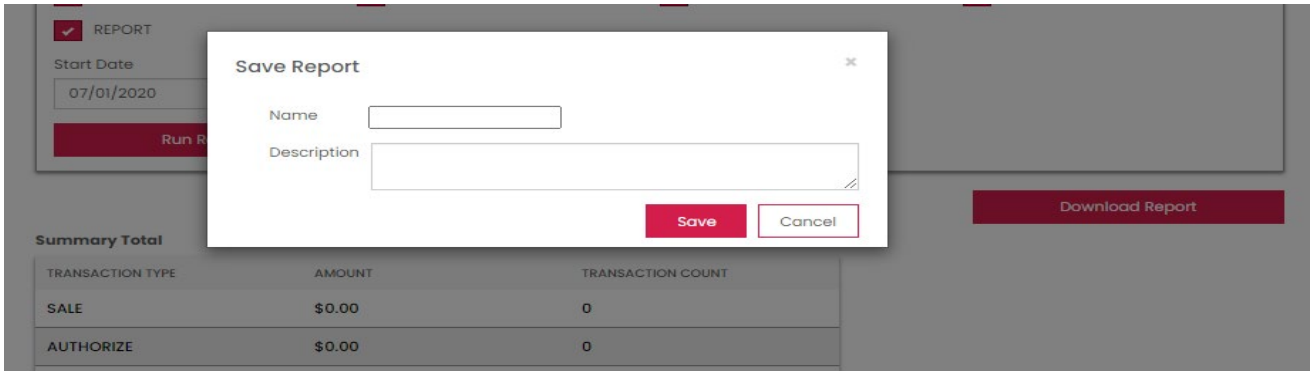 REPORT
Start Date
07/01/2020
Run R
Save Report
×
Name
Description
Save Cancel
Download Report
Summary Total
TRANSACTION TYPE AMOUNT TRANSACTION COUNT
SALE $0.00 0
AUTHORIZE $0.00 0